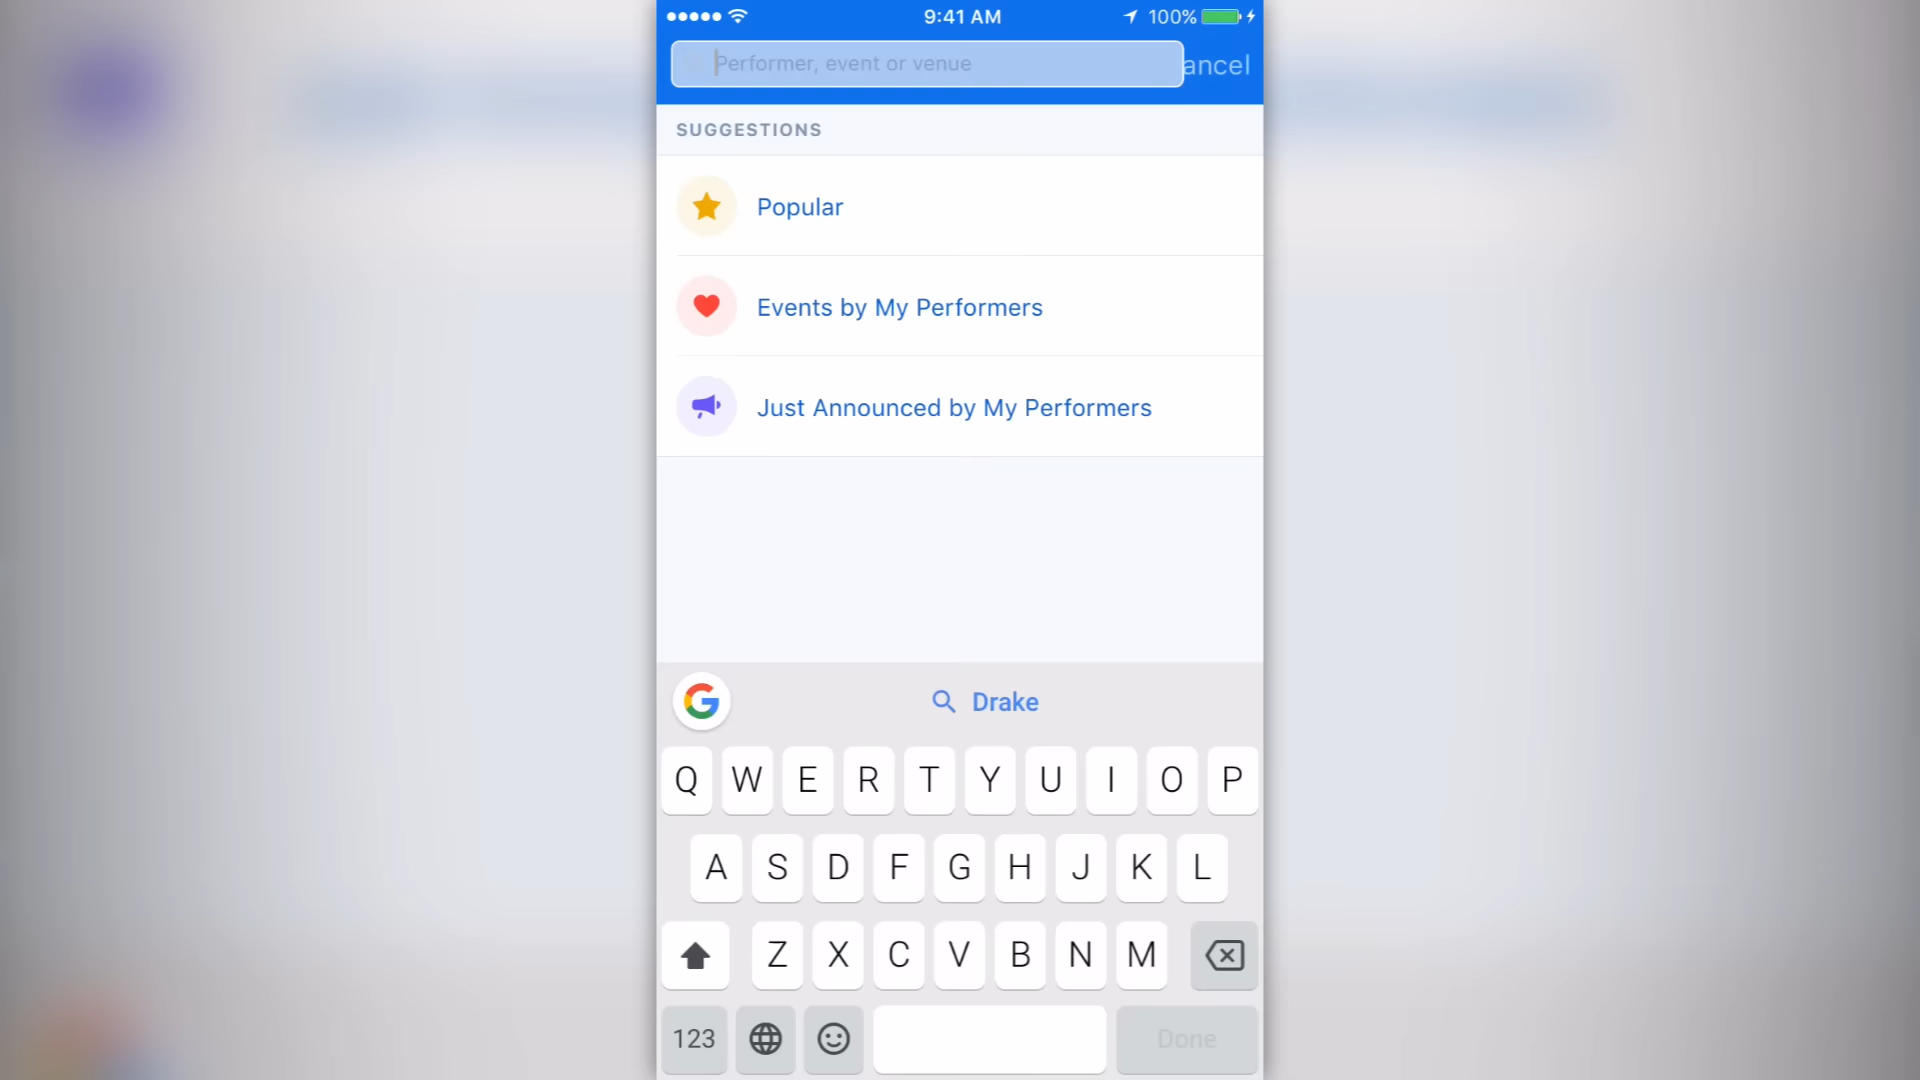 9:41 AM 100%
Performer, event or venue ancel
SUGGESTIONS
Popular
Events by My Performers
Just Announced by My Performers
G Drake
Q W E R T Y U I O P
A S D F G H J K L
Z X C V B N M
123 Done